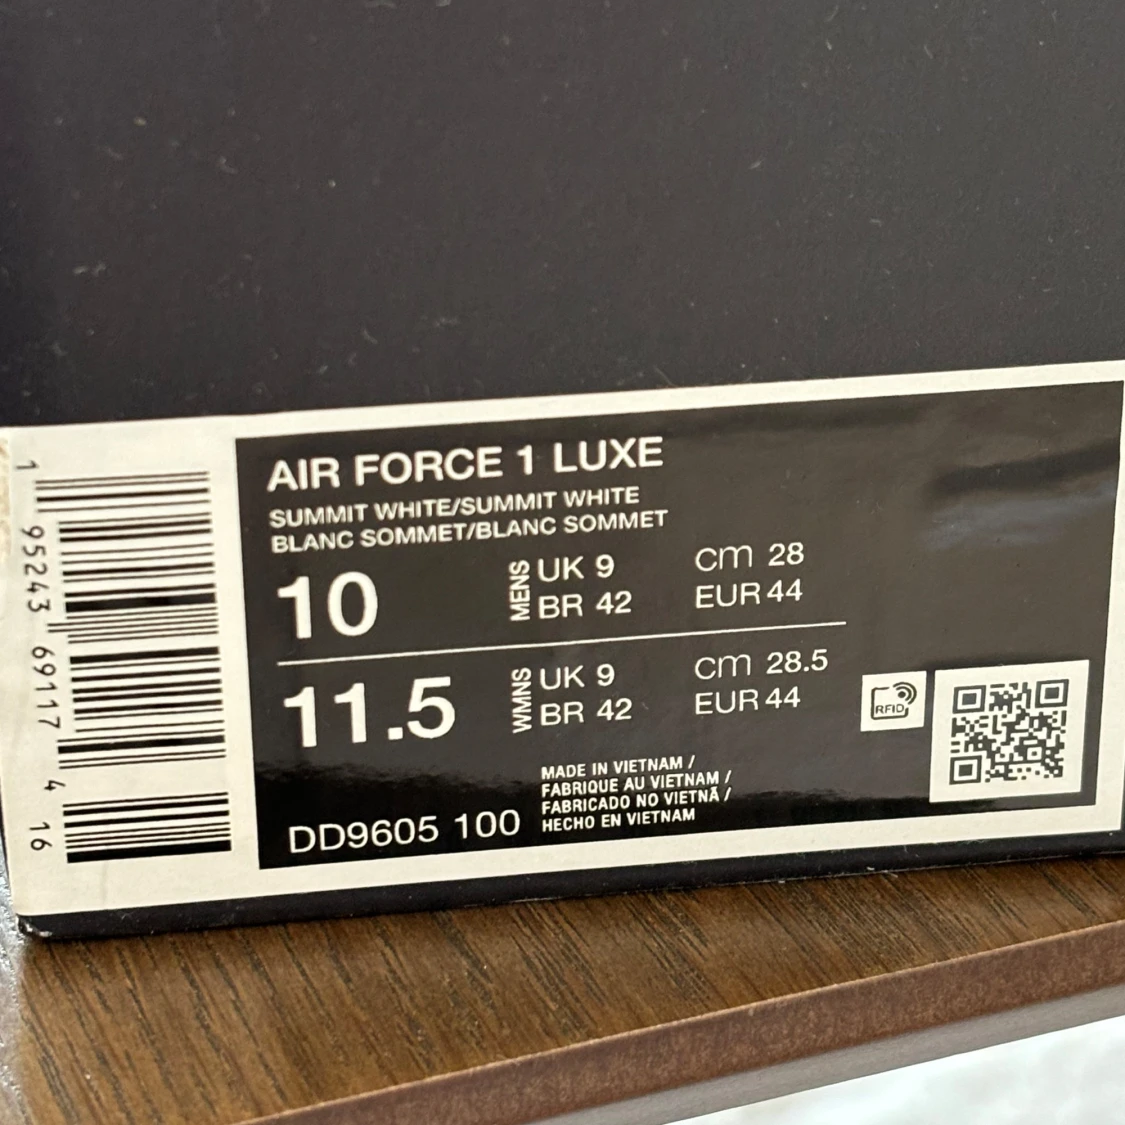 AIR FORCE 1 LUXE
SUMMIT WHITE/SUMMIT WHITE
BLANC SOMMET/BLANC SOMMET
10 MENS UK 9 cm 28
BR 42 EUR 44
11.5 WMNS UK 9 cm 28.5
BR 42 EUR 44
RFID
MADE IN VIETNAM /
FABRIQUE AU VIETNAM /
FABRICADO NO VIETNÃ /
HECHO EN VIETNAM
DD9605 100
1 95243 69117 4 16